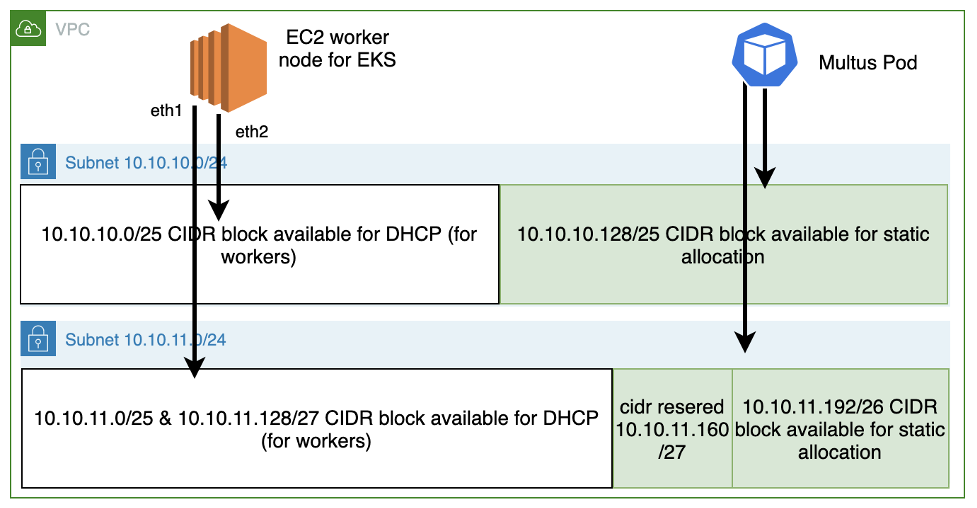 VPC
EC2 worker
node for EKS
Multus Pod
eth1
eth2
Subnet 10.10.10.0/24
10.10.10.0/25 CIDR block available for DHCP (for
workers)
10.10.10.128/25 CIDR block available for static
allocation
Subnet 10.10.11.0/24
10.10.11.0/25 & 10.10.11.128/27 CIDR block available for DHCP
(for workers)
cidr resered
10.10.11.160
/27
10.10.11.192/26 CIDR
block available for static
allocation